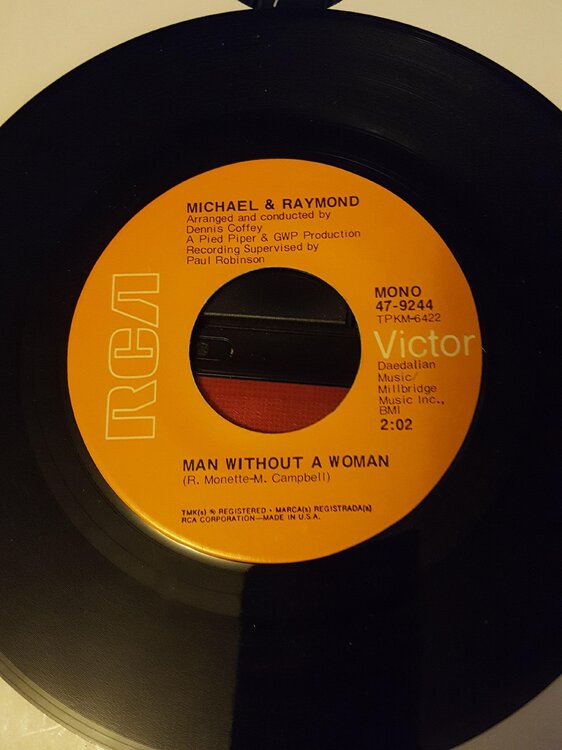 MICHAEL & RAYMOND
Arranged and conducted by
Dennis Coffey
A Pied Piper & GWP Production
Recording Supervised by
Paul Robinson
MONO
47-9244
TPKM-6422
RCA
Victor
Daedalian
Music/
Millbridge
Music Inc.,
BMI
2:02
MAN WITHOUT A WOMAN
(R. Monette-M. Campbell)
TMK(s) ® REGISTERED • MARCA(s) REGISTRADA(s)
RCA CORPORATION—MADE IN U.S.A.